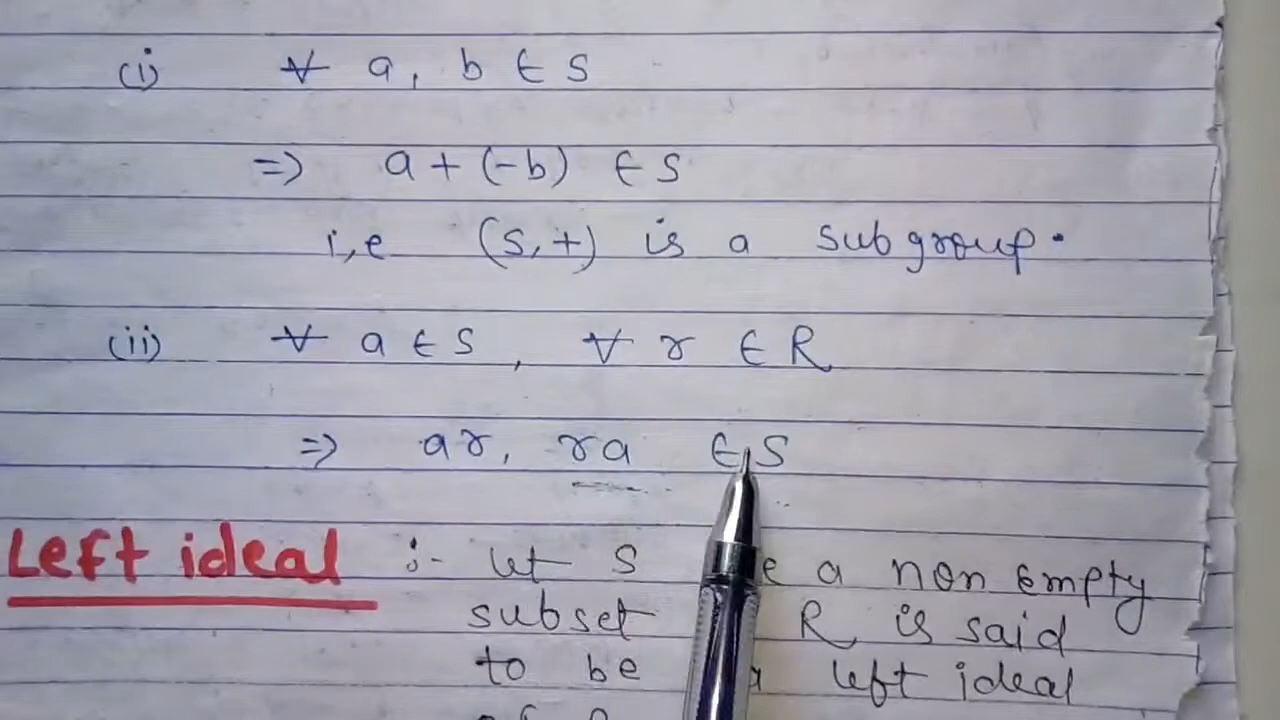 (i) ∀ a, b ∈ S
=> a + (-b) ∈ S
i,e (S, +) is a subgroup.
(ii) ∀ a ∈ S, ∀ r ∈ R
=> ar, ra ∈ S
Left ideal :- Let S a non empty
subset R is said
to be left ideal